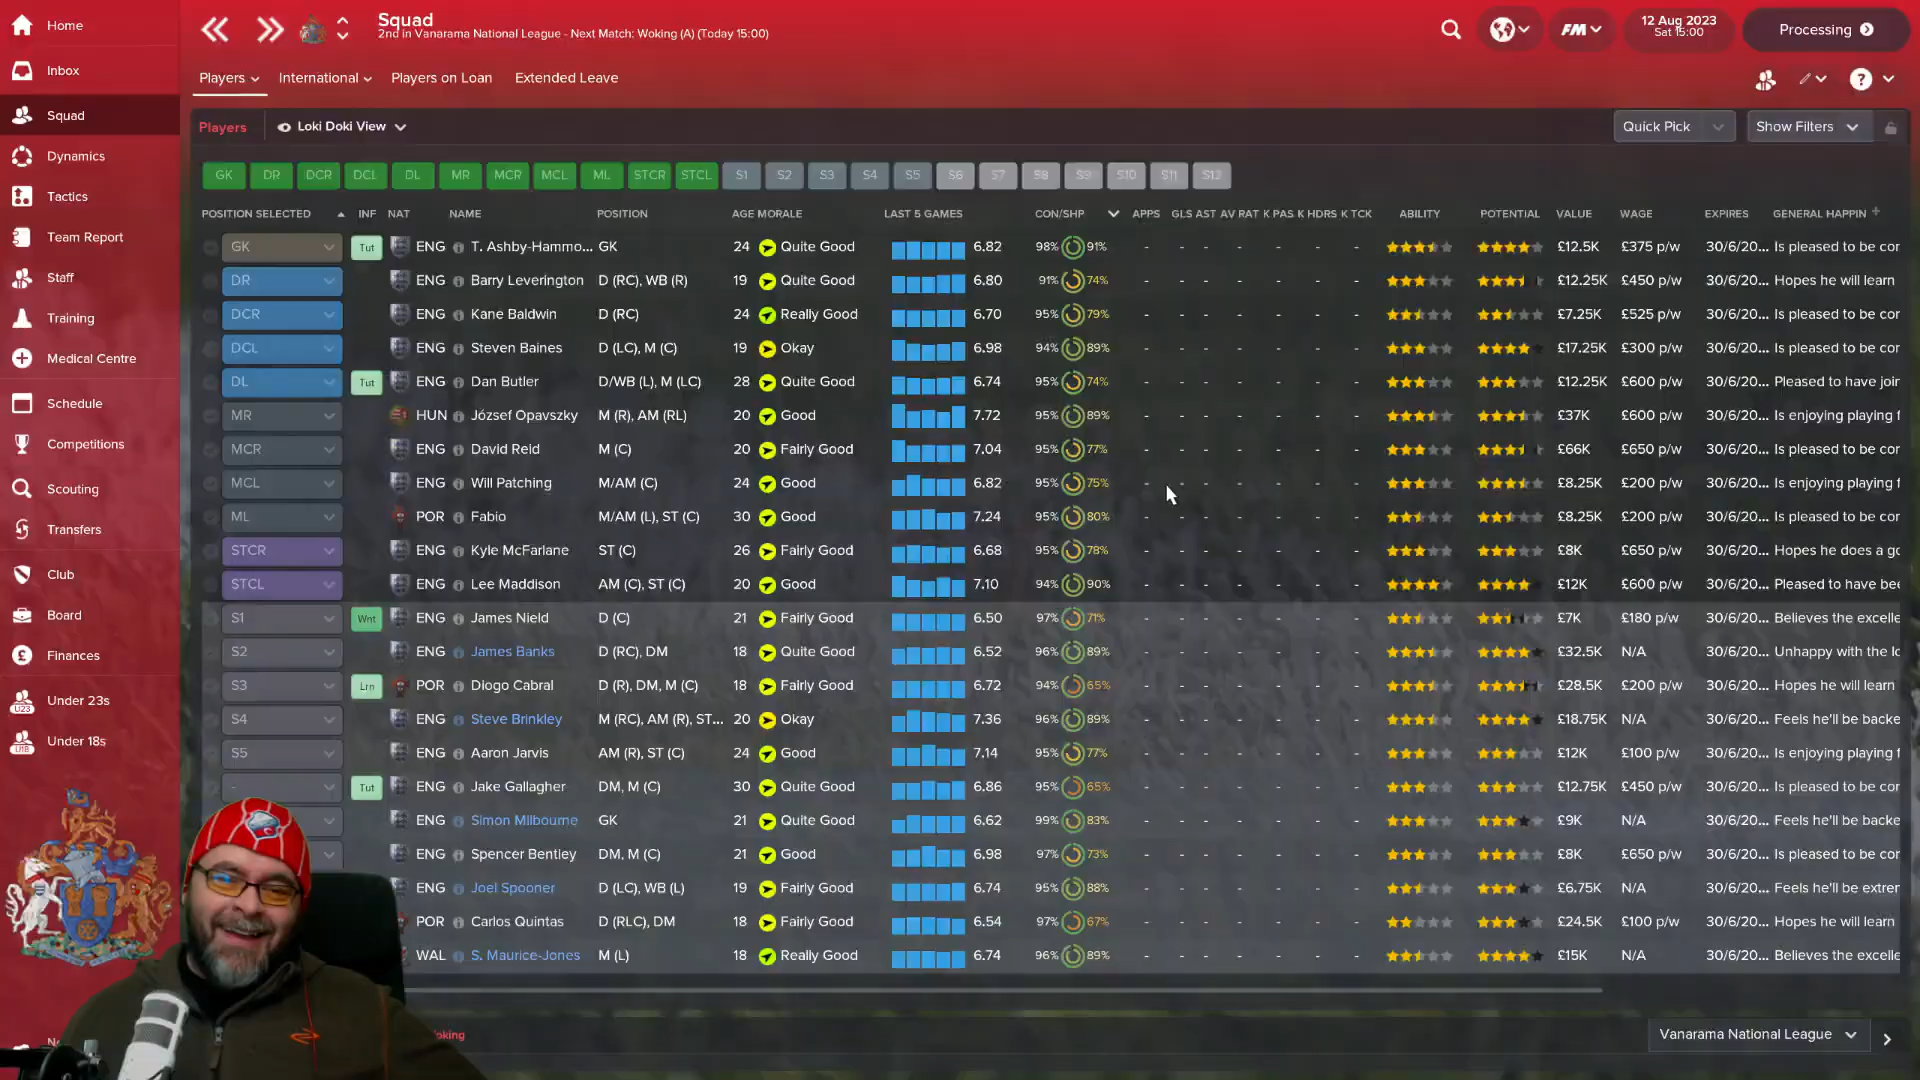 Home
Inbox
Squad
Dynamics
Tactics
Team Report
Staff
Training
Medical Centre
Schedule
Competitions
Scouting
Transfers
Club
Board
Finances
Under 23s
Under 18s
Squad
2nd in Vanarama National League - Next Match: Woking (A) (Today 15:00)
FM
12 Aug 2023
Sat 15:00
Processing
Players International Players on Loan Extended Leave
Players Loki Doki View Quick Pick Show Filters
GK DR DCR DCL DL MR MCR MCL ML STCR STCL S1 S2 S3 S4 S5 S6 S7 S8 S9 S10 S11 S12
POSITION SELECTED INF NAT NAME POSITION AGE MORALE LAST 5 GAMES CON/SHP APPS GLS AST AV RAT K PAS K HDRS K TCK ABILITY POTENTIAL VALUE WAGE EXPIRES GENERAL HAPPIN
GK Tut ENG T. Ashby-Hammo... GK 24 Quite Good 6.82 98% 91% - - - - - - - £12.5K £375 p/w 30/6/20... Is pleased to be cor
DR ENG Barry Leverington D (RC), WB (R) 19 Quite Good 6.80 91% 74% - - - - - - - £12.25K £450 p/w 30/6/20... Hopes he will learn
DCR ENG Kane Baldwin D (RC) 24 Really Good 6.70 95% 79% - - - - - - - £7.25K £525 p/w 30/6/20... Is pleased to be cor
DCL ENG Steven Baines D (LC), M (C) 19 Okay 6.98 94% 89% - - - - - - - £17.25K £300 p/w 30/6/20... Is pleased to be cor
DL Tut ENG Dan Butler D/WB (L), M (LC) 28 Quite Good 6.74 95% 74% - - - - - - - £12.25K £600 p/w 30/6/20... Pleased to have joir
MR HUN József Opavszky M (R), AM (RL) 20 Good 7.72 95% 89% - - - - - - - £37K £600 p/w 30/6/20... Is enjoying playing f
MCR ENG David Reid M (C) 20 Fairly Good 7.04 95% 77% - - - - - - - £66K £650 p/w 30/6/20... Is pleased to be cor
MCL ENG Will Patching M/AM (C) 24 Good 6.82 95% 75% - - - - - - - £8.25K £200 p/w 30/6/20... Is enjoying playing f
ML POR Fabio M/AM (L), ST (C) 30 Good 7.24 95% 80% - - - - - - - £8.25K £200 p/w 30/6/20... Is pleased to be cor
STCR ENG Kyle McFarlane ST (C) 26 Fairly Good 6.68 95% 78% - - - - - - - £8K £650 p/w 30/6/20... Hopes he does a gc
STCL ENG Lee Maddison AM (C), ST (C) 20 Good 7.10 94% 90% - - - - - - - £12K £600 p/w 30/6/20... Pleased to have bee
S1 Wnt ENG James Nield D (C) 21 Fairly Good 6.50 97% 71% - - - - - - - £7K £180 p/w 30/6/20... Believes the excelle
S2 ENG James Banks D (RC), DM 18 Quite Good 6.52 96% 89% - - - - - - - £32.5K N/A 30/6/20... Unhappy with the lc
S3 Lrn POR Diogo Cabral D (R), DM, M (C) 18 Fairly Good 6.72 94% 65% - - - - - - - £28.5K £200 p/w 30/6/20... Hopes he will learn
S4 ENG Steve Brinkley M (RC), AM (R), ST... 20 Okay 7.36 96% 89% - - - - - - - £18.75K N/A 30/6/20... Feels he'll be backe
S5 ENG Aaron Jarvis AM (R), ST (C) 24 Good 7.14 95% 77% - - - - - - - £12K £100 p/w 30/6/20... Is enjoying playing f
- Tut ENG Jake Gallagher DM, M (C) 30 Quite Good 6.86 95% 65% - - - - - - - £12.75K £450 p/w 30/6/20... Is pleased to be cor
ENG Simon Milbourne GK 21 Quite Good 6.62 99% 83% - - - - - - - £9K N/A 30/6/20... Feels he'll be backe
ENG Spencer Bentley DM, M (C) 21 Good 6.98 97% 73% - - - - - - - £8K £650 p/w 30/6/20... Is pleased to be cor
ENG Joel Spooner D (LC), WB (L) 19 Fairly Good 6.74 95% 88% - - - - - - - £6.75K N/A 30/6/20... Feels he'll be extrer
POR Carlos Quintas D (RLC), DM 18 Fairly Good 6.54 97% 67% - - - - - - - £24.5K £100 p/w 30/6/20... Hopes he will learn
WAL S. Maurice-Jones M (L) 18 Really Good 6.74 96% 89% - - - - - - - £15K N/A 30/6/20... Believes the excelle
oking
Vanarama National League